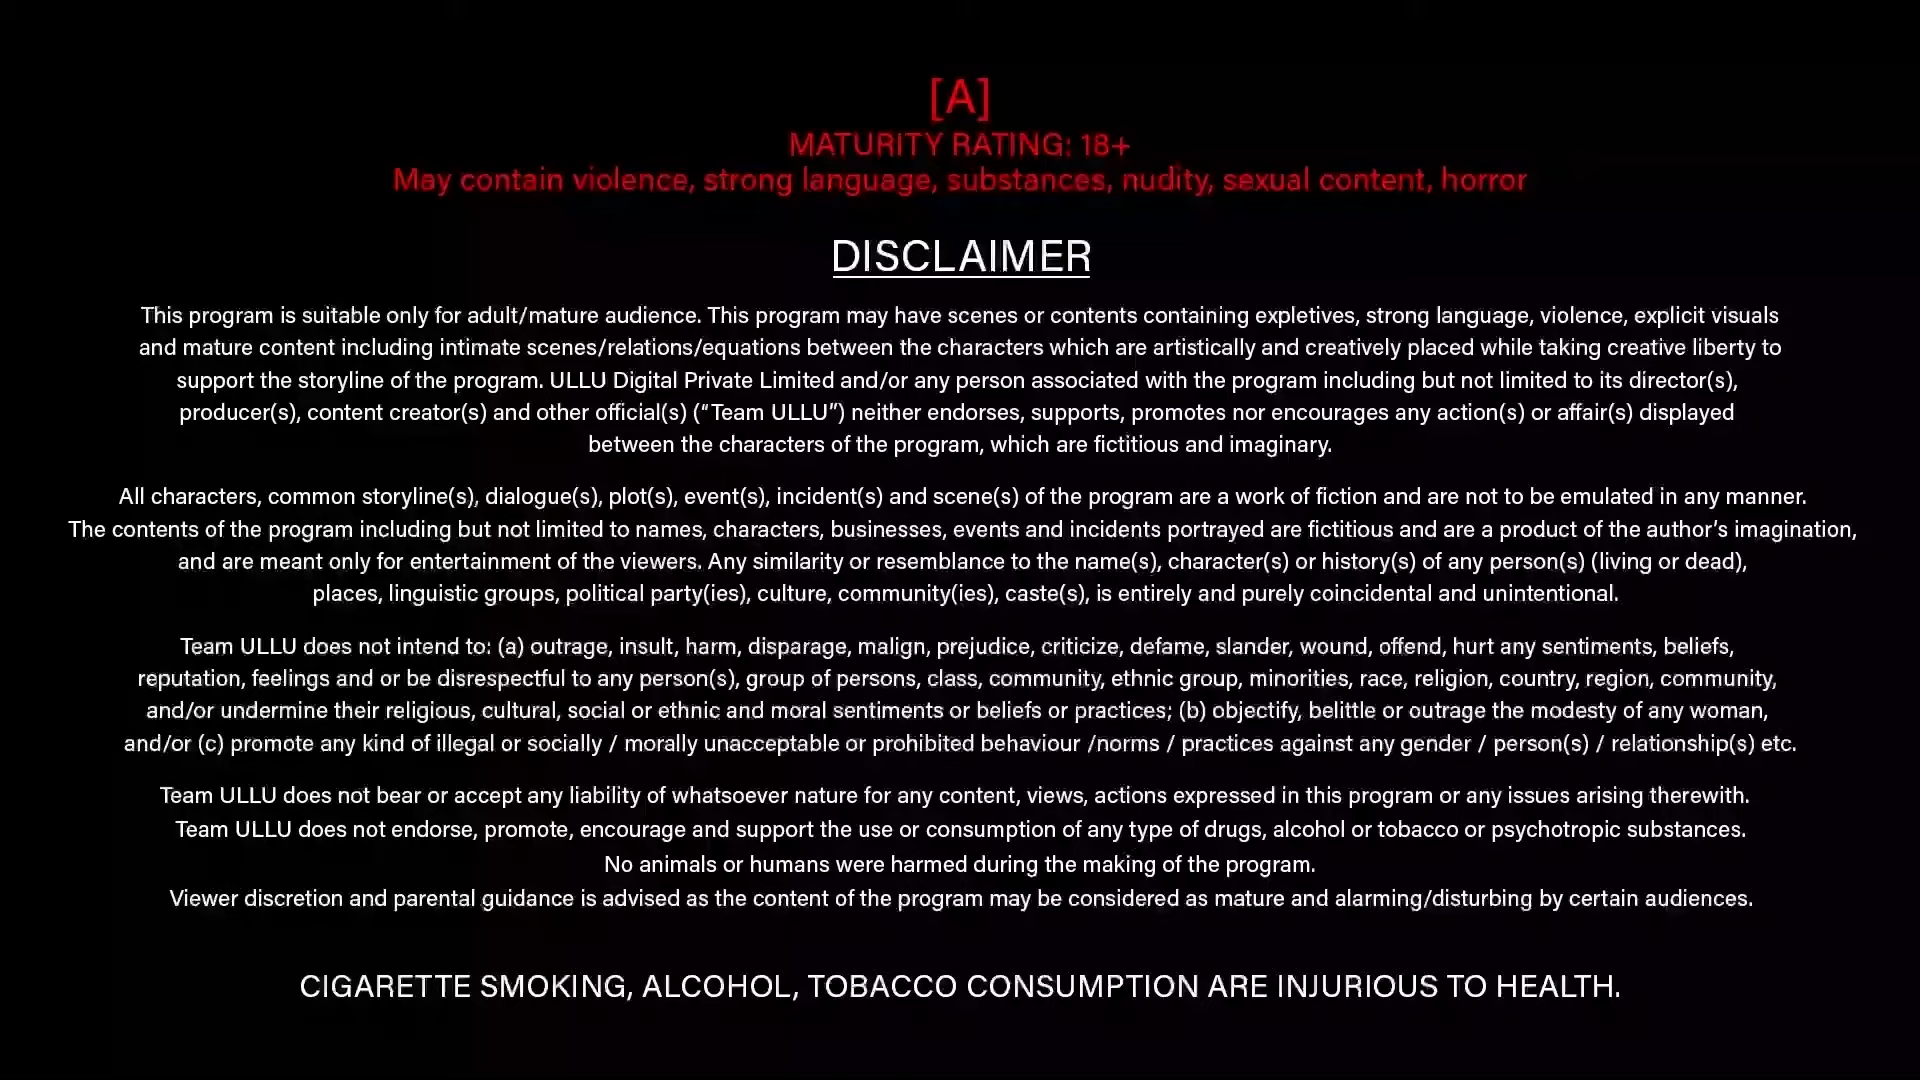 [A]
MATURITY RATING: 18+
May contain violence, strong language, substances, nudity, sexual content, horror
DISCLAIMER
This program is suitable only for adult/mature audience. This program may have scenes or contents containing expletives, strong language, violence, explicit visuals
and mature content including intimate scenes/relations/equations between the characters which are artistically and creatively placed while taking creative liberty to
support the storyline of the program. ULLU Digital Private Limited and/or any person associated with the program including but not limited to its director(s),
producer(s), content creator(s) and other official(s) (“Team ULLU”) neither endorses, supports, promotes nor encourages any action(s) or affair(s) displayed
between the characters of the program, which are fictitious and imaginary.
All characters, common storyline(s), dialogue(s), plot(s), event(s), incident(s) and scene(s) of the program are a work of fiction and are not to be emulated in any manner.
The contents of the program including but not limited to names, characters, businesses, events and incidents portrayed are fictitious and are a product of the author’s imagination,
and are meant only for entertainment of the viewers. Any similarity or resemblance to the name(s), character(s) or history(s) of any person(s) (living or dead),
places, linguistic groups, political party(ies), culture, community(ies), caste(s), is entirely and purely coincidental and unintentional.
Team ULLU does not intend to: (a) outrage, insult, harm, disparage, malign, prejudice, criticize, defame, slander, wound, offend, hurt any sentiments, beliefs,
reputation, feelings and or be disrespectful to any person(s), group of persons, class, community, ethnic group, minorities, race, religion, country, region, community,
and/or undermine their religious, cultural, social or ethnic and moral sentiments or beliefs or practices; (b) objectify, belittle or outrage the modesty of any woman,
and/or (c) promote any kind of illegal or socially / morally unacceptable or prohibited behaviour /norms / practices against any gender / person(s) / relationship(s) etc.
Team ULLU does not bear or accept any liability of whatsoever nature for any content, views, actions expressed in this program or any issues arising therewith.
Team ULLU does not endorse, promote, encourage and support the use or consumption of any type of drugs, alcohol or tobacco or psychotropic substances.
No animals or humans were harmed during the making of the program.
Viewer discretion and parental guidance is advised as the content of the program may be considered as mature and alarming/disturbing by certain audiences.
CIGARETTE SMOKING, ALCOHOL, TOBACCO CONSUMPTION ARE INJURIOUS TO HEALTH.